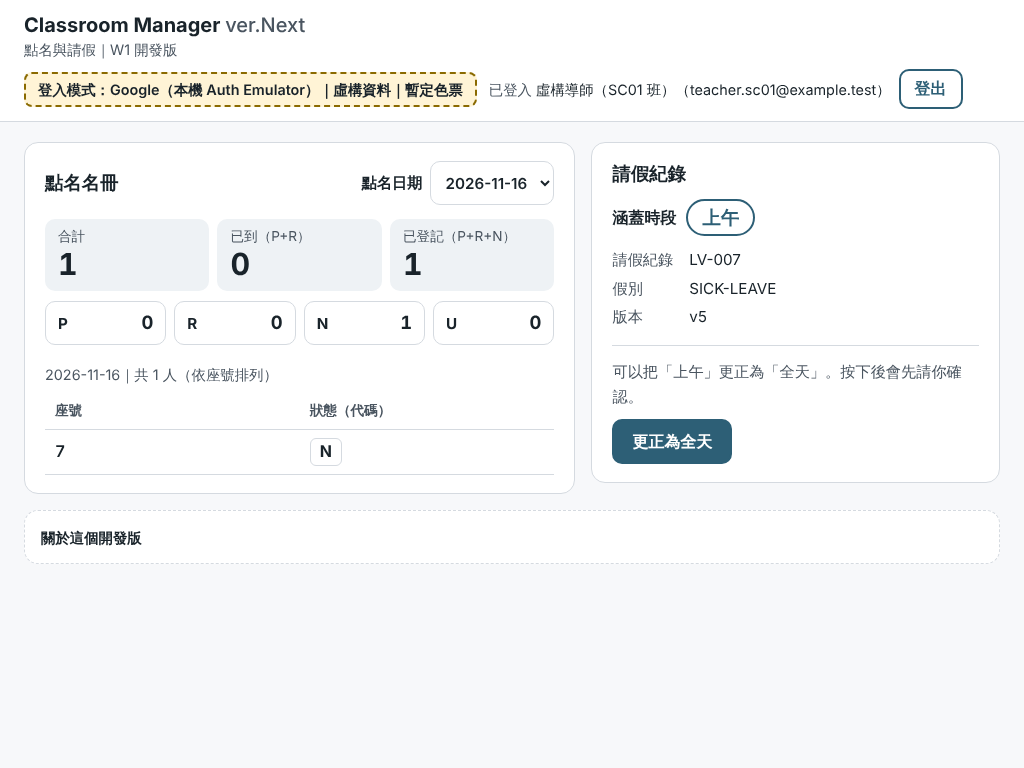 Classroom Manager ver.Next
點名與請假｜W1 開發版
登入模式：Google（本機 Auth Emulator）｜虛構資料｜暫定色票
已登入 虛構導師（SC01 班）（teacher.sc01@example.test）
登出
點名名冊
點名日期
2026-11-16
合計
1
已到（P+R）
0
已登記（P+R+N）
1
P 0
R 0
N 1
U 0
2026-11-16｜共 1 人（依座號排列）
座號 狀態（代碼）
7 N
請假紀錄
涵蓋時段 上午
請假紀錄 LV-007
假別 SICK-LEAVE
版本 v5
可以把「上午」更正為「全天」。按下後會先請你確
認。
更正為全天
關於這個開發版